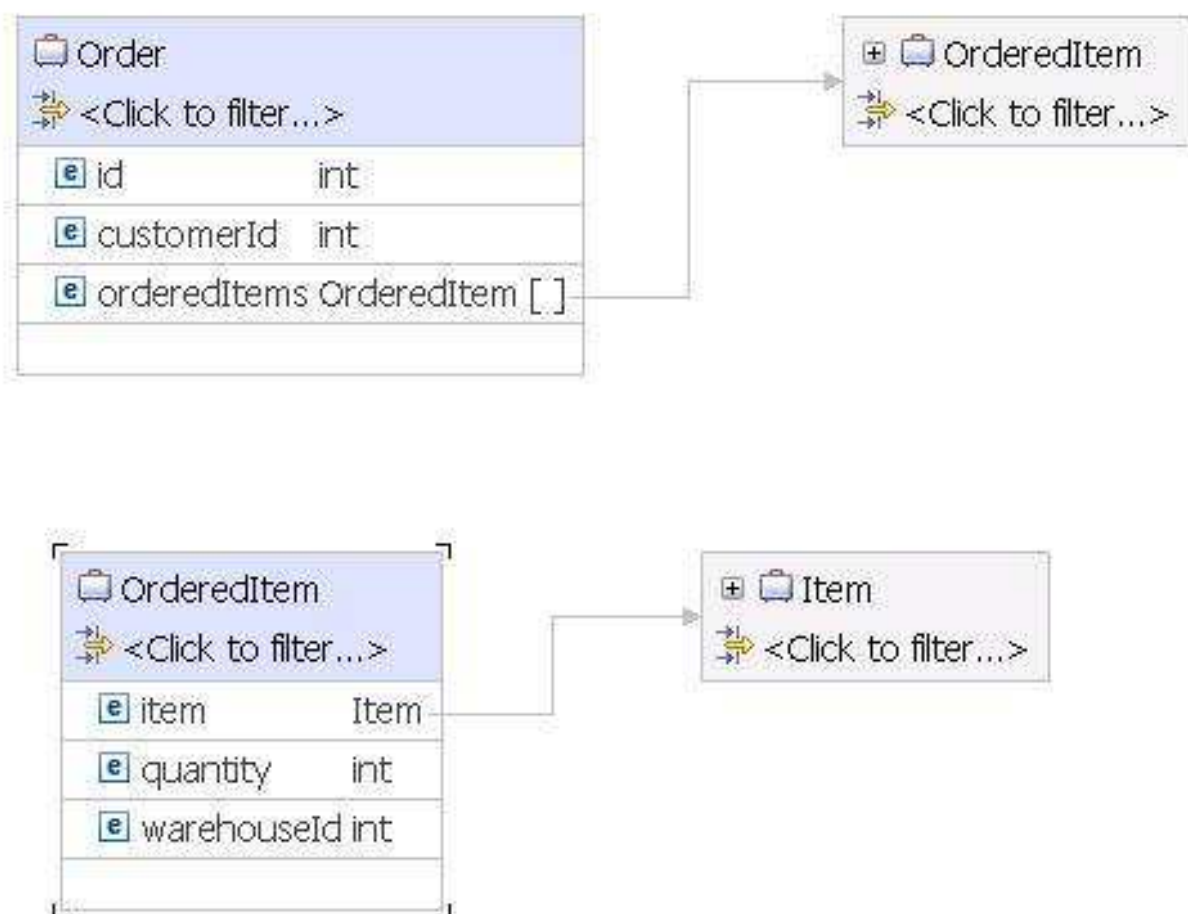 Order
<Click to filter...>
id int
customerId int
orderedItems OrderedItem []
OrderedItem
<Click to filter...>
OrderedItem
<Click to filter...>
item Item
quantity int
warehouseId int
Item
<Click to filter...>